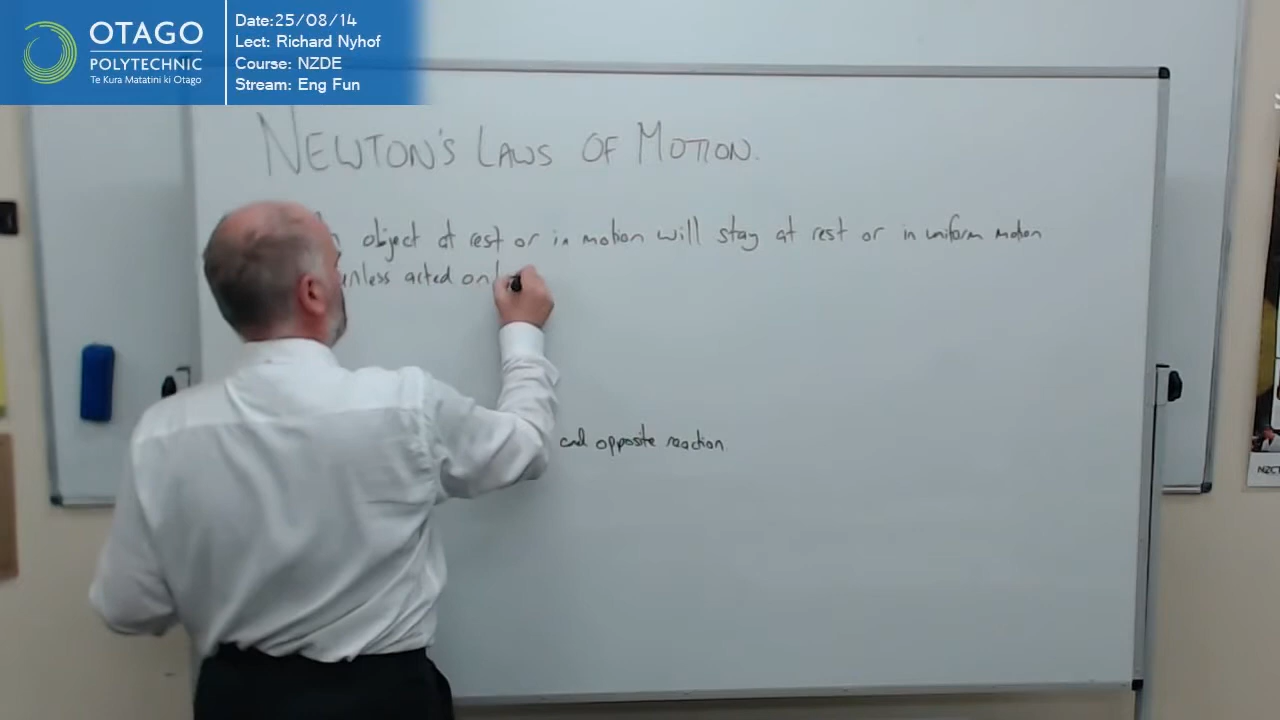 OTAGO
POLYTECHNIC
Te Kura Matatini ki Otago
Date:25/08/14
Lect: Richard Nyhof
Course: NZDE
Stream: Eng Fun
NEWTON'S LAWS OF MOTION.
object at rest or in motion will stay at rest or in uniform motion
unless acted on
and opposite reaction
NZCT